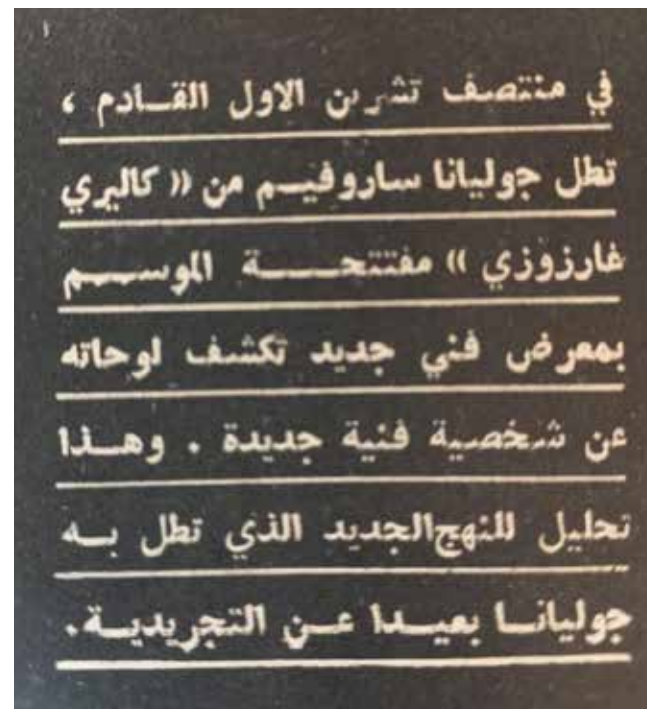 في منتصف تشرين الاول القادم ،
تطل جوليانا ساروفيم من « كاليري
غارزوزي » مفتتحة الموسم
بمعرض فني جديد تكشف لوحاته
عن شخصية فنية جديدة . وهذا
تحليل للنهج الجديد الذي تطل به
جوليانا بعيدا عن التجريدية .